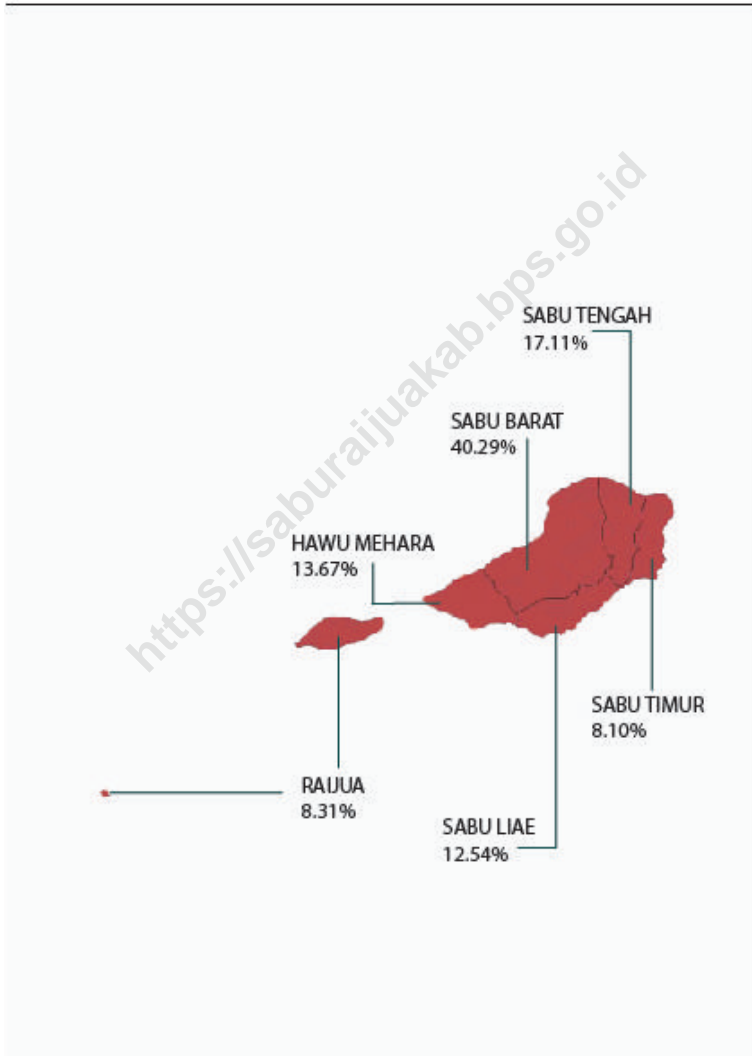 https://saburaijuakab.bps.go.id
SABU TENGAH
17.11%
SABU BARAT
40.29%
HAWU MEHARA
13.67%
SABU TIMUR
8.10%
RAIJUA
8.31%
SABU LIAE
12.54%